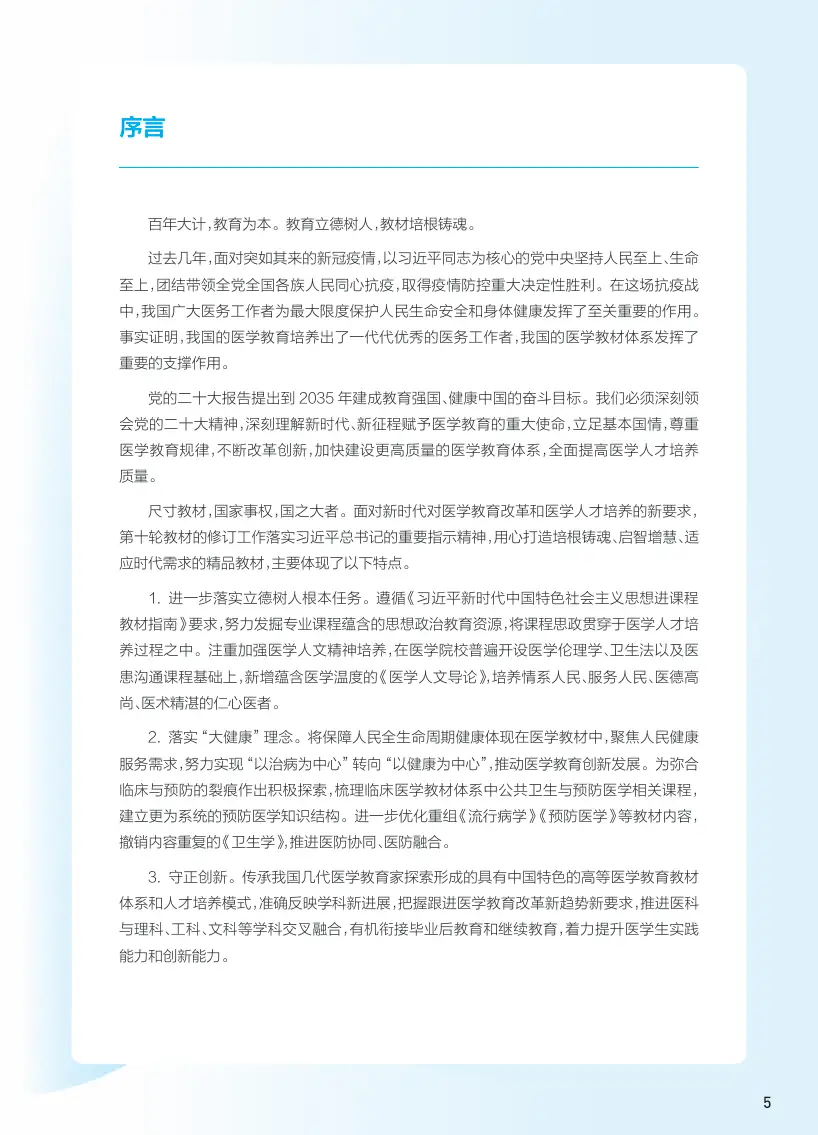 序言
百年大计,教育为本。教育立德树人,教材培根铸魂。
过去几年,面对突如其来的新冠疫情,以习近平同志为核心的党中央坚持人民至上、生命
至上,团结带领全党全国各族人民同心抗疫,取得疫情防控重大决定性胜利。在这场抗疫战
中,我国广大医务工作者为最大限度保护人民生命安全和身体健康发挥了至关重要的作用。
事实证明,我国的医学教育培养出了一代代优秀的医务工作者,我国的医学教材体系发挥了
重要的支撑作用。
党的二十大报告提出到 2035 年建成教育强国、健康中国的奋斗目标。我们必须深刻领
会党的二十大精神,深刻理解新时代、新征程赋予医学教育的重大使命,立足基本国情,尊重
医学教育规律,不断改革创新,加快建设更高质量的医学教育体系,全面提高医学人才培养
质量。
尺寸教材,国家事权,国之大者。面对新时代对医学教育改革和医学人才培养的新要求,
第十轮教材的修订工作落实习近平总书记的重要指示精神,用心打造培根铸魂、启智增慧、适
应时代需求的精品教材,主要体现了以下特点。
1. 进一步落实立德树人根本任务。遵循《习近平新时代中国特色社会主义思想进课程
教材指南》要求,努力发掘专业课程蕴含的思想政治教育资源,将课程思政贯穿于医学人才培
养过程之中。注重加强医学人文精神培养,在医学院校普遍开设医学伦理学、卫生法以及医
患沟通课程基础上,新增蕴含医学温度的《医学人文导论》,培养情系人民、服务人民、医德高
尚、医术精湛的仁心医者。
2. 落实“大健康”理念。将保障人民全生命周期健康体现在医学教材中,聚焦人民健康
服务需求,努力实现“以治病为中心”转向“以健康为中心”,推动医学教育创新发展。为弥合
临床与预防的裂痕作出积极探索,梳理临床医学教材体系中公共卫生与预防医学相关课程,
建立更为系统的预防医学知识结构。进一步优化重组《流行病学》《预防医学》等教材内容,
撤销内容重复的《卫生学》,推进医防协同、医防融合。
3. 守正创新。传承我国几代医学教育家探索形成的具有中国特色的高等医学教育教材
体系和人才培养模式,准确反映学科新进展,把握跟进医学教育改革新趋势新要求,推进医科
与理科、工科、文科等学科交叉融合,有机衔接毕业后教育和继续教育,着力提升医学生实践
能力和创新能力。
5